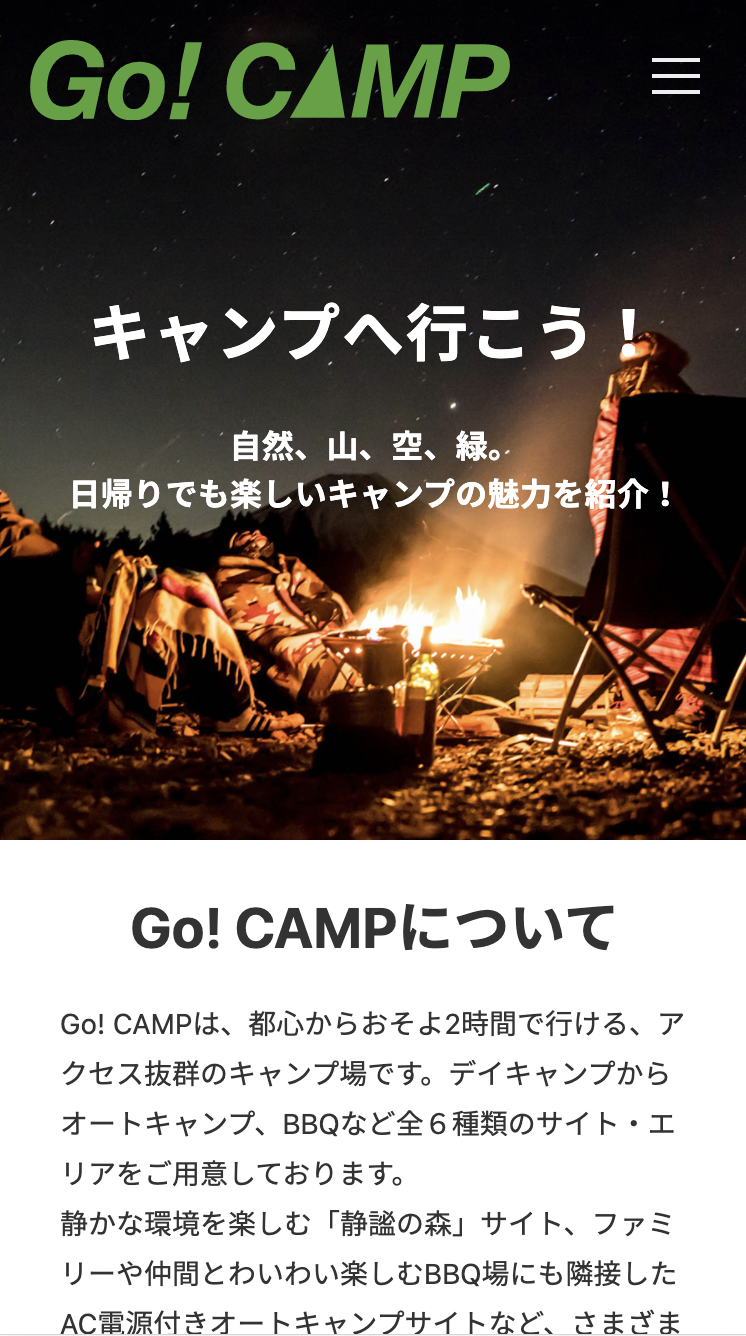 Go! CAMP
キャンプへ行こう！
自然、山、空、緑。
日帰りでも楽しいキャンプの魅力を紹介！
Go! CAMPについて
Go! CAMPは、都心からおそよ2時間で行ける、ア
クセス抜群のキャンプ場です。デイキャンプから
オートキャンプ、BBQなど全６種類のサイト・エ
リアをご用意しております。
静かな環境を楽しむ「静謐の森」サイト、ファミ
リーや仲間とわいわい楽しむBBQ場にも隣接した
AC電源付きオートキャンプサイトなど、さまざま